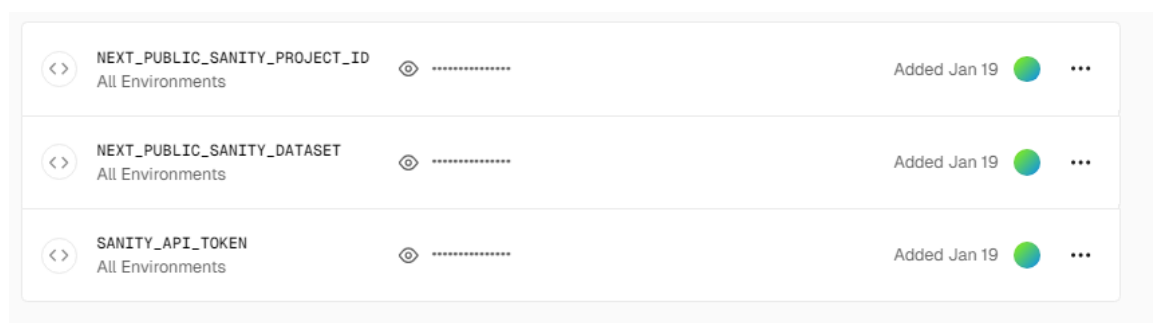 NEXT_PUBLIC_SANITY_PROJECT_ID
All Environments
Added Jan 19
NEXT_PUBLIC_SANITY_DATASET
All Environments
Added Jan 19
SANITY_API_TOKEN
All Environments
Added Jan 19